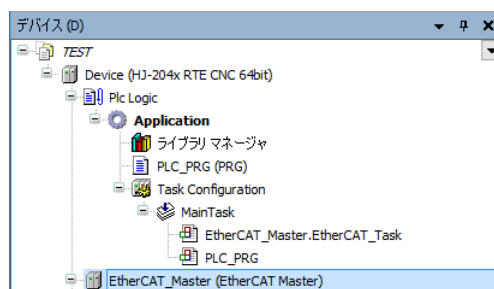 デバイス (D)
TEST
Device (HJ-204x RTE CNC 64bit)
Plc Logic
Application
ライブラリ マネージャ
PLC_PRG (PRG)
Task Configuration
MainTask
EtherCAT_Master.EtherCAT_Task
PLC_PRG
EtherCAT_Master (EtherCAT Master)